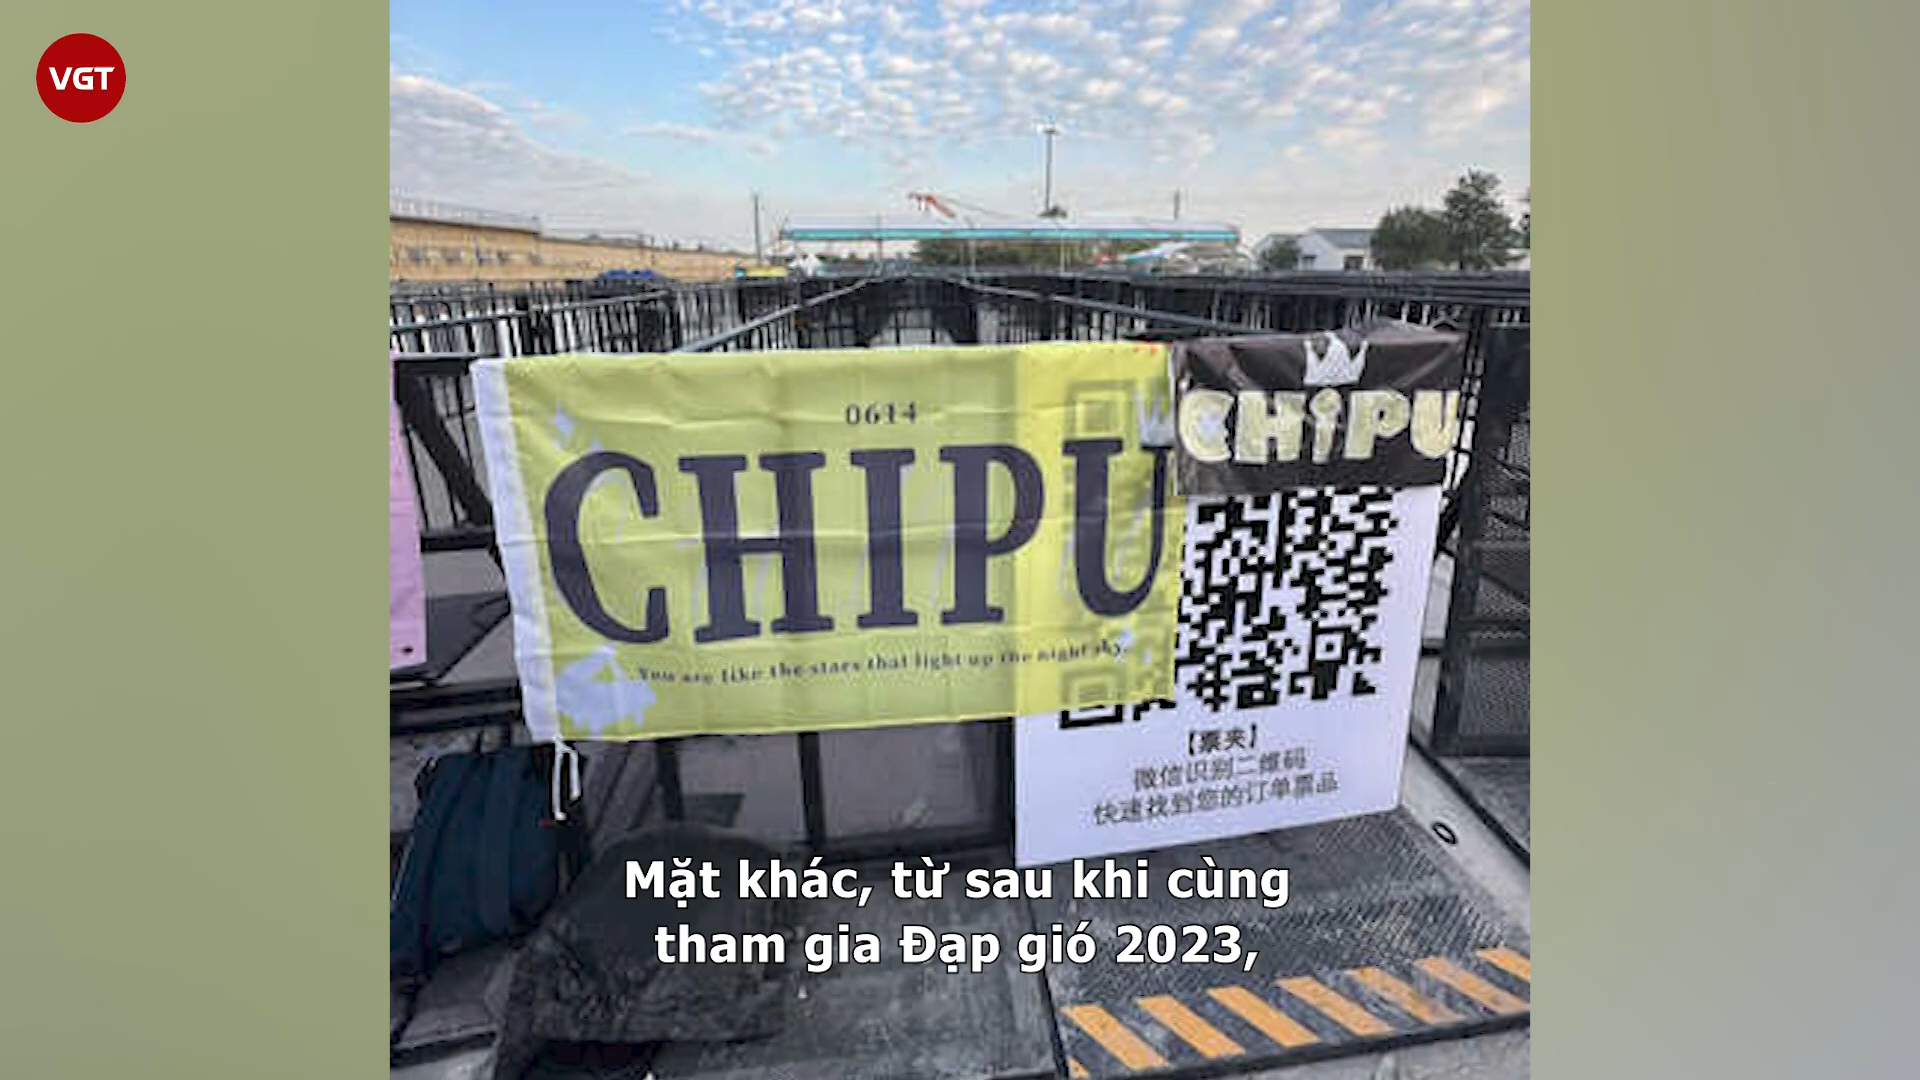 VGT
0614
CHIPU
CHIPU
You are like the stars that light up the night sky.
【票夹】
微信识别二维码
快速找到您的订单票品
Mặt khác, từ sau khi cùng
tham gia Đạp gió 2023,